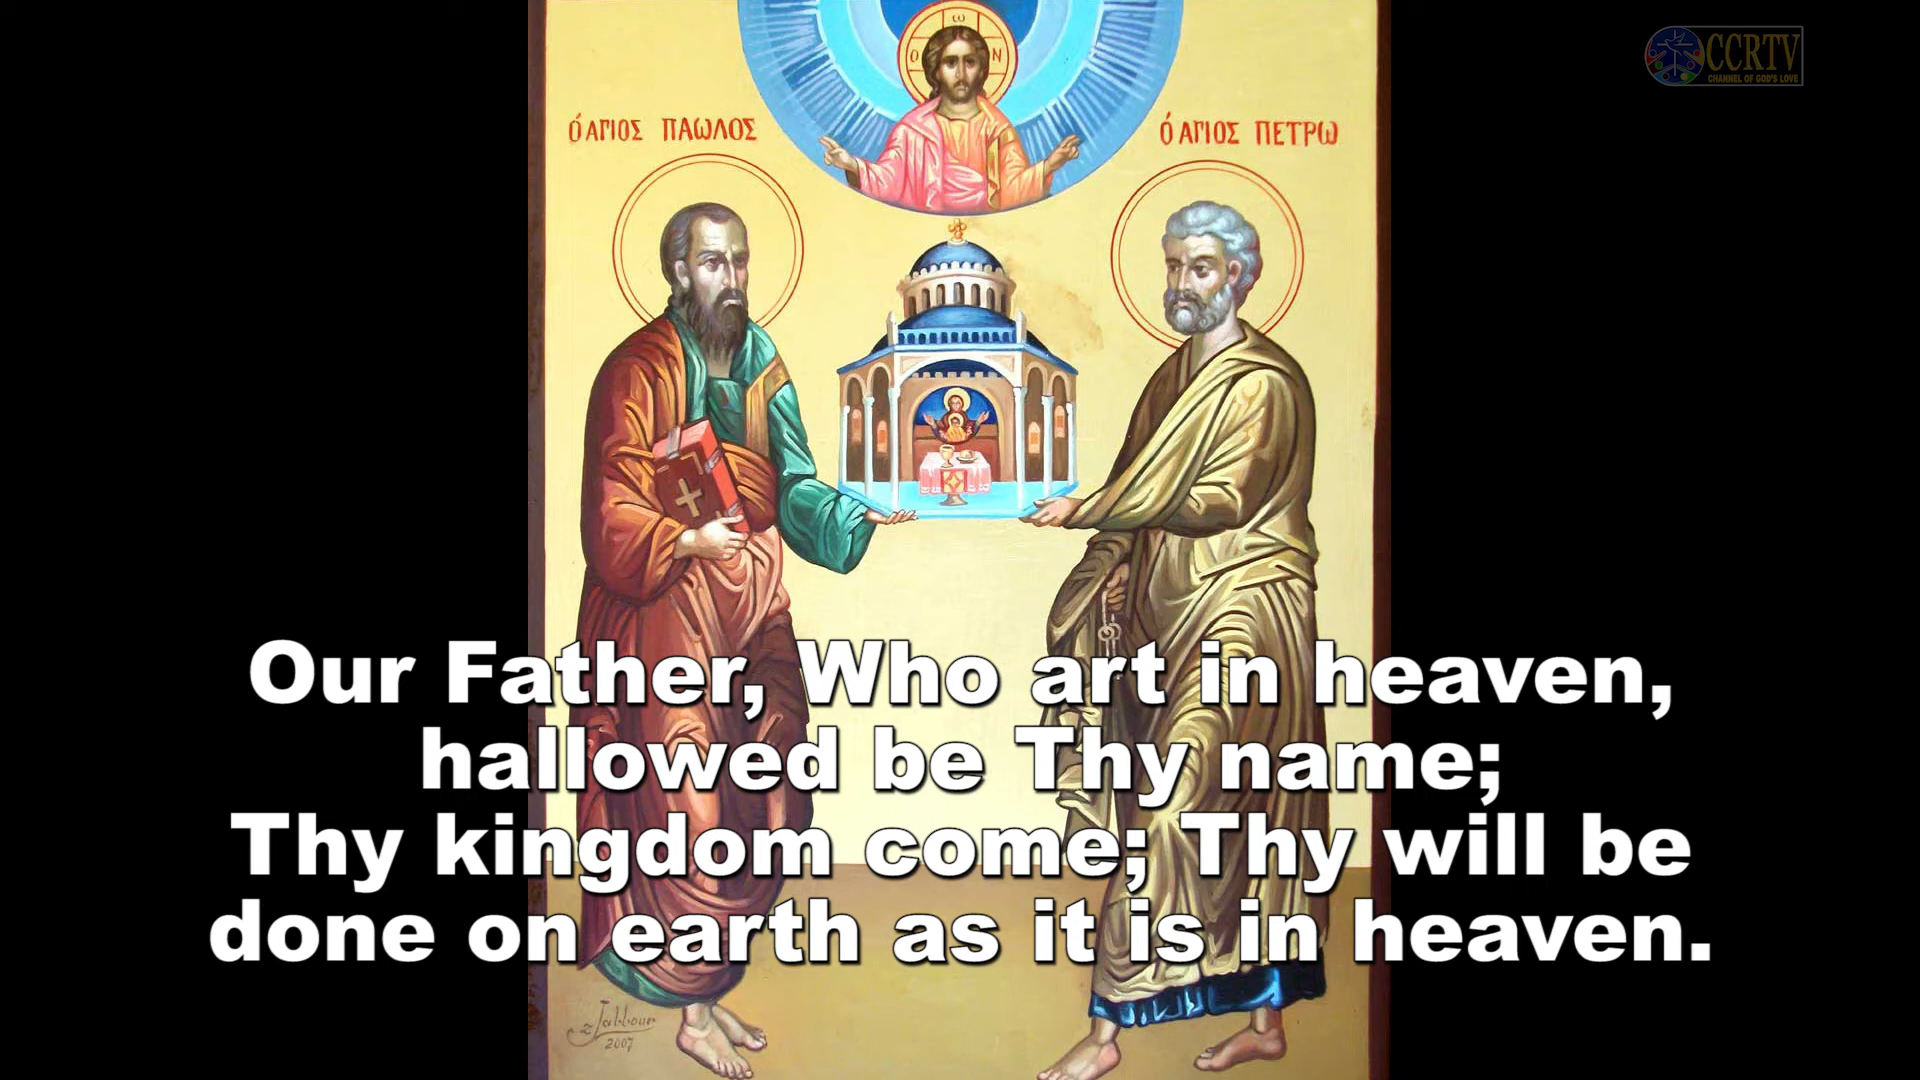 CCRTV
CHANNEL OF GOD'S LOVE
ὁ ὤ Ν
Ὁ ΑΓΙΟΣ ΠΑΩΛΟΣ
Ὁ ΑΓΙΟΣ ΠΕΤΡΩ
Our Father, Who art in heaven,
hallowed be Thy name;
Thy kingdom come; Thy will be
done on earth as it is in heaven.
Jabbour
2007